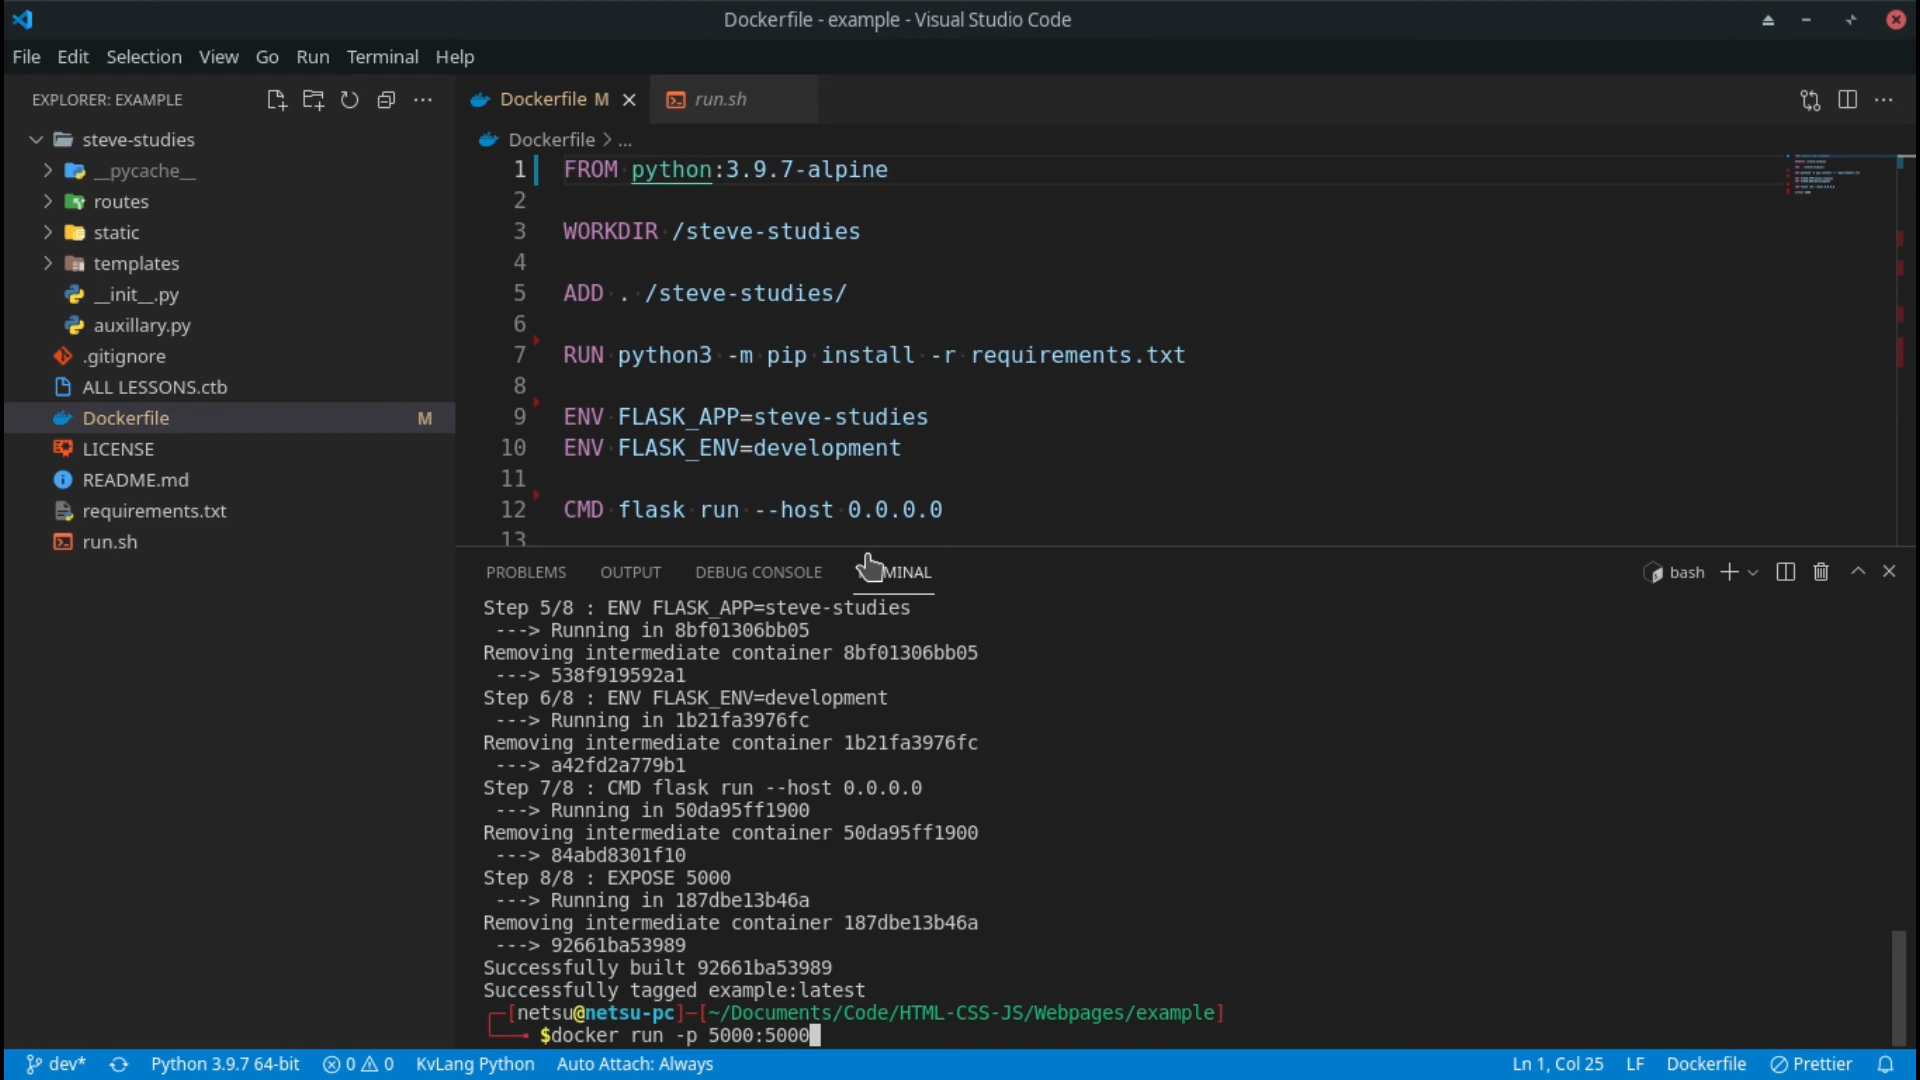 Dockerfile - example - Visual Studio Code
File Edit Selection View Go Run Terminal Help
EXPLORER: EXAMPLE
steve-studies
__pycache__
routes
static
templates
__init__.py
auxillary.py
.gitignore
ALL LESSONS.ctb
Dockerfile M
LICENSE
README.md
requirements.txt
run.sh
Dockerfile M
run.sh
Dockerfile > ...
1 FROM python:3.9.7-alpine
2
3 WORKDIR /steve-studies
4
5 ADD . /steve-studies/
6
7 RUN python3 -m pip install -r requirements.txt
8
9 ENV FLASK_APP=steve-studies
10 ENV FLASK_ENV=development
11
12 CMD flask run --host 0.0.0.0
13
PROBLEMS OUTPUT DEBUG CONSOLE MINAL
bash
Step 5/8 : ENV FLASK_APP=steve-studies
---> Running in 8bf01306bb05
Removing intermediate container 8bf01306bb05
---> 538f919592a1
Step 6/8 : ENV FLASK_ENV=development
---> Running in 1b21fa3976fc
Removing intermediate container 1b21fa3976fc
---> a42fd2a779b1
Step 7/8 : CMD flask run --host 0.0.0.0
---> Running in 50da95ff1900
Removing intermediate container 50da95ff1900
---> 84abd8301f10
Step 8/8 : EXPOSE 5000
---> Running in 187dbe13b46a
Removing intermediate container 187dbe13b46a
---> 92661ba53989
Successfully built 92661ba53989
Successfully tagged example:latest
[netsu@netsu-pc]-[~/Documents/Code/HTML-CSS-JS/Webpages/example]
$docker run -p 5000:5000
dev* Python 3.9.7 64-bit 0 0 KvLang Python Auto Attach: Always Ln 1, Col 25 LF Dockerfile Prettier